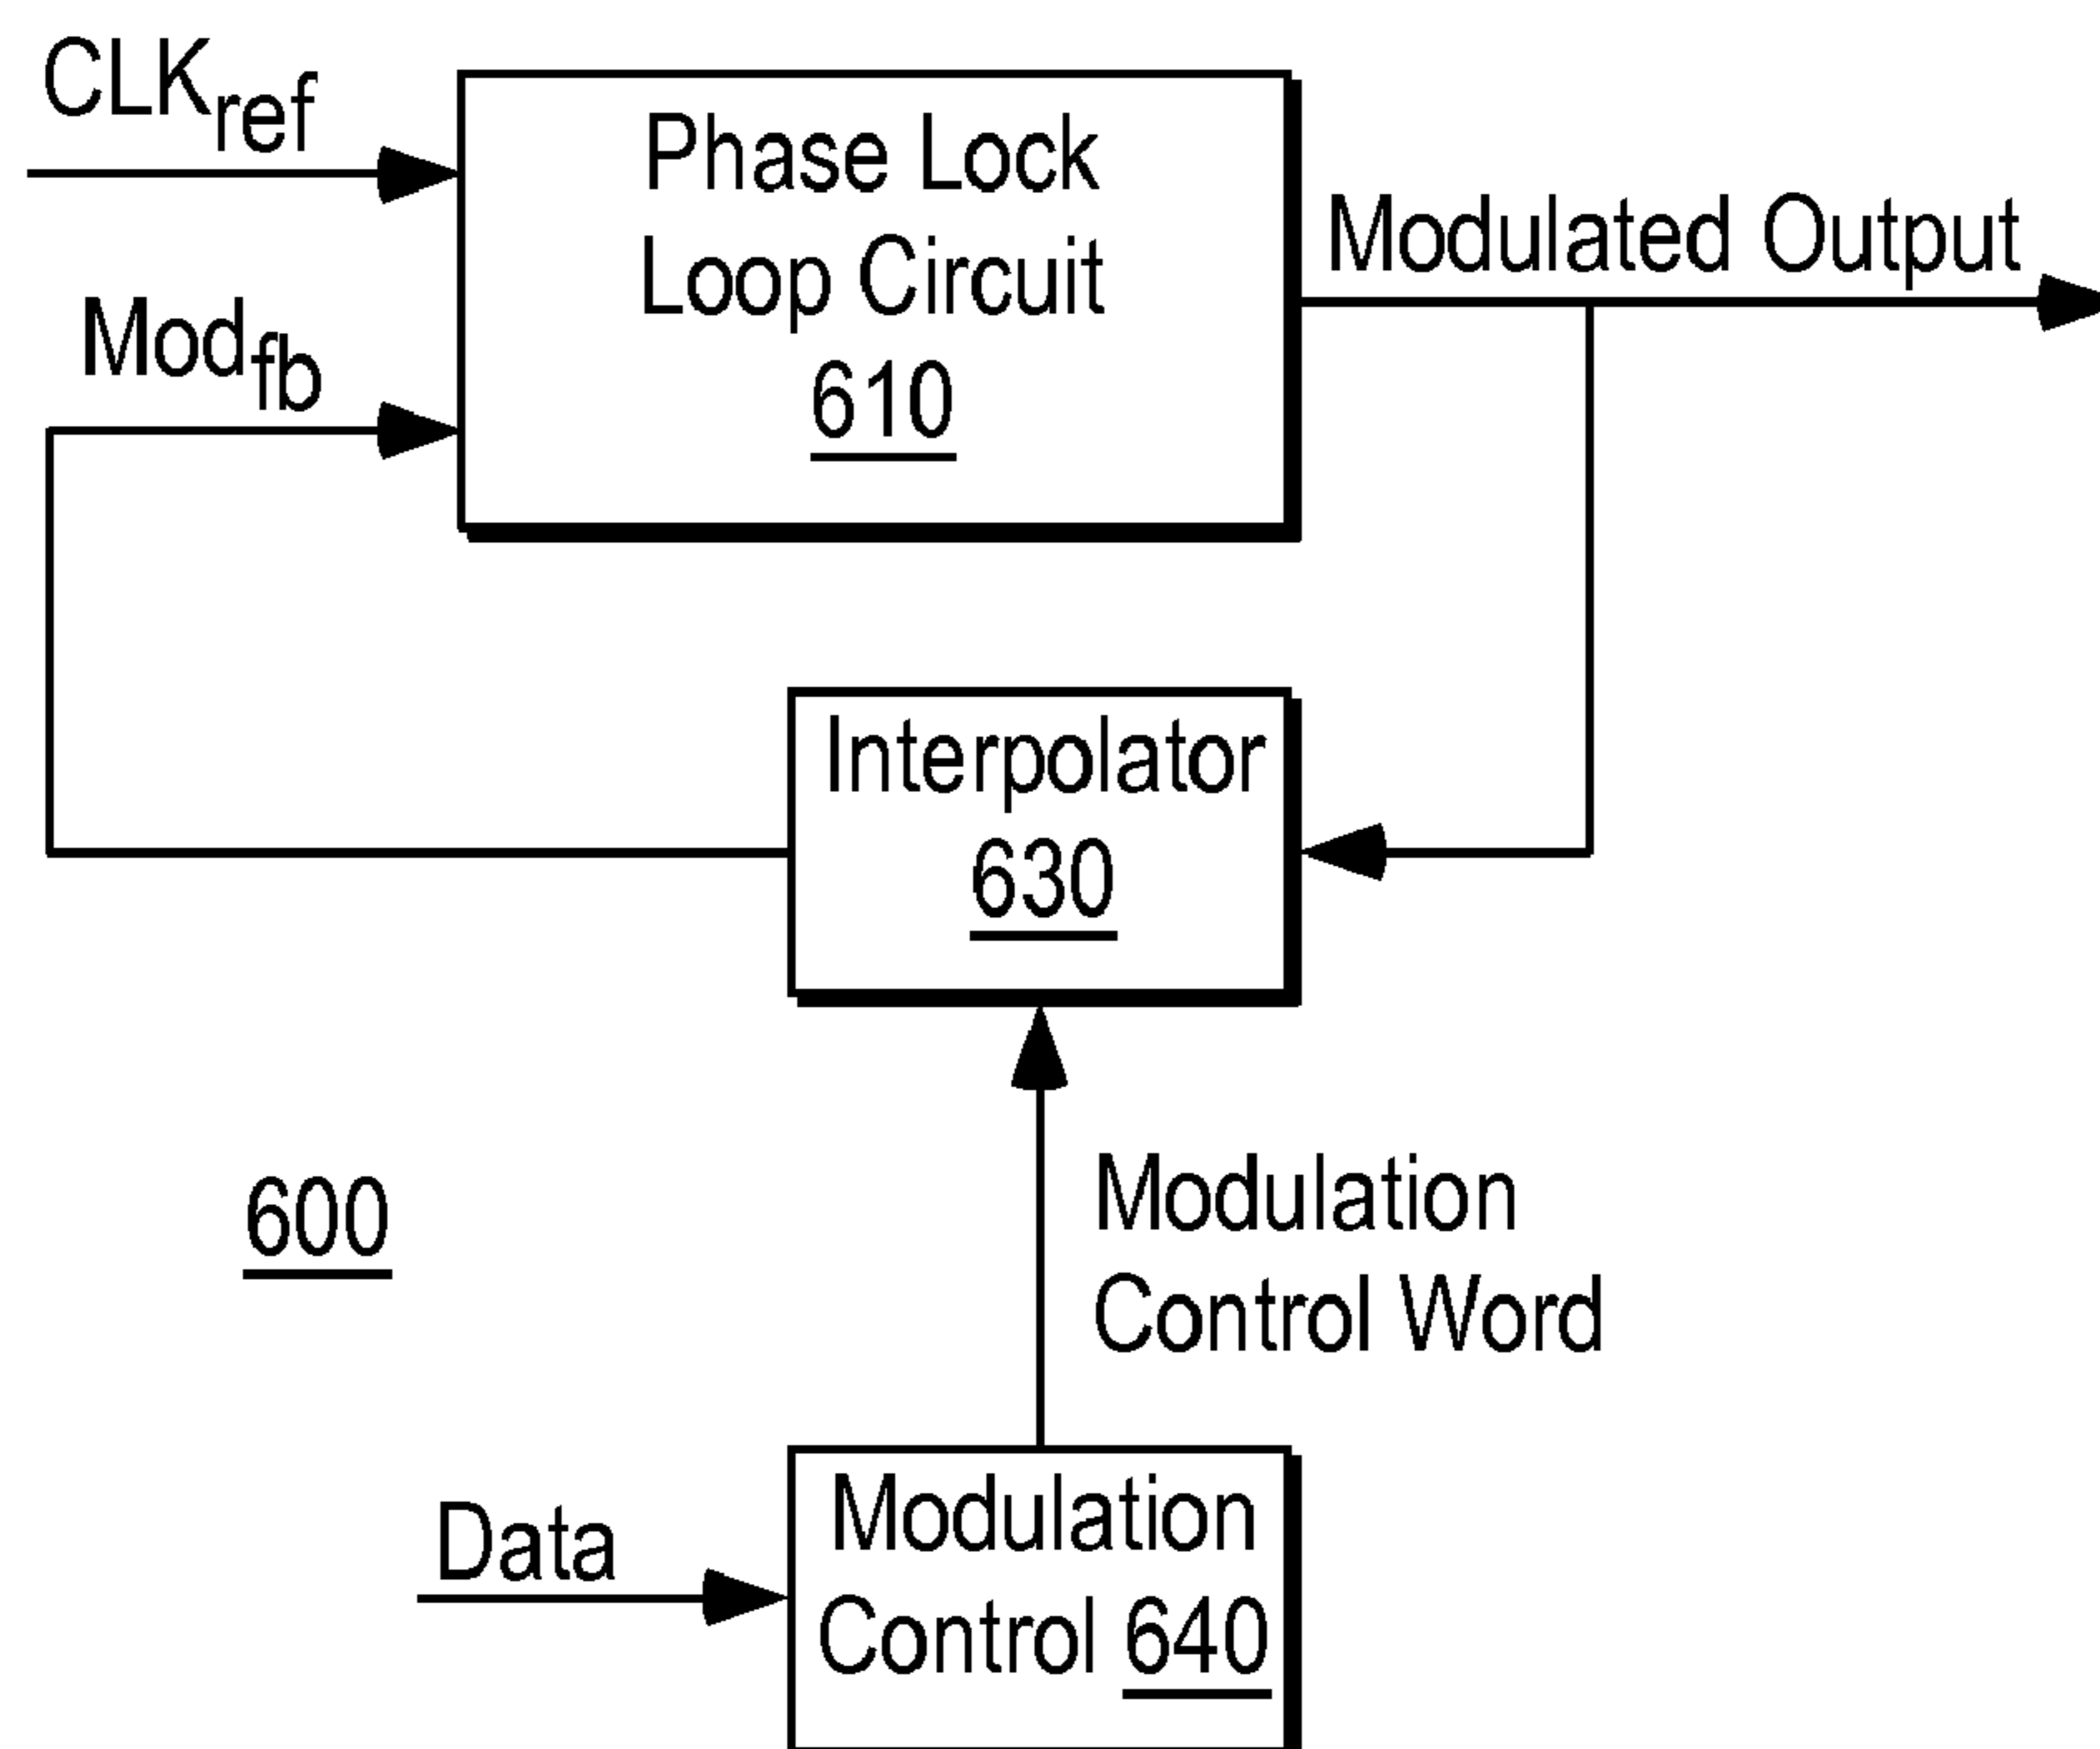 CLKref
Phase Lock
Loop Circuit
610
Modulated Output
Modfb
Interpolator
630
600
Modulation
Control Word
Data
Modulation
Control 640